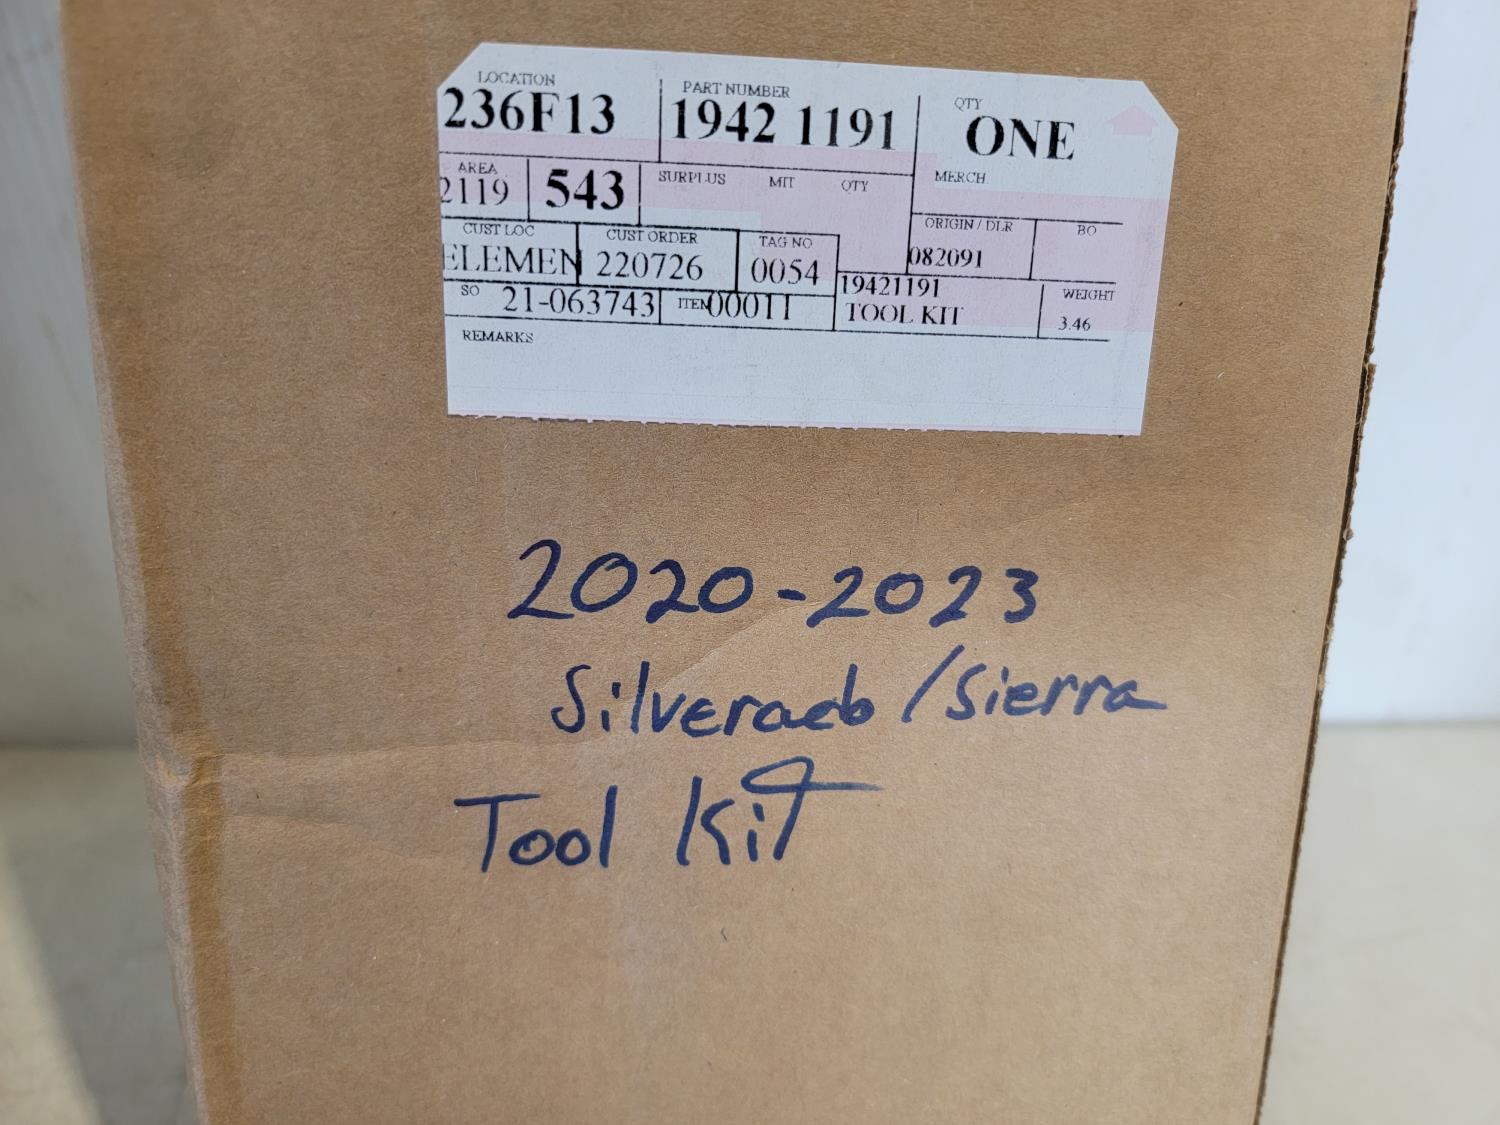 LOCATION PART NUMBER QTY
236F13 1942 1191 ONE
AREA SURPLUS MIT QTY MERCH
2119 543
CUST LOC CUST ORDER TAG NO ORIGIN / DLR BO
ELEMEN 220726 0054 082091
19421191 WEIGHT
SO 21-063743 ITEM 00011 TOOL KIT 3.46
REMARKS
2020-2023
Silverado/Sierra
Tool Kit